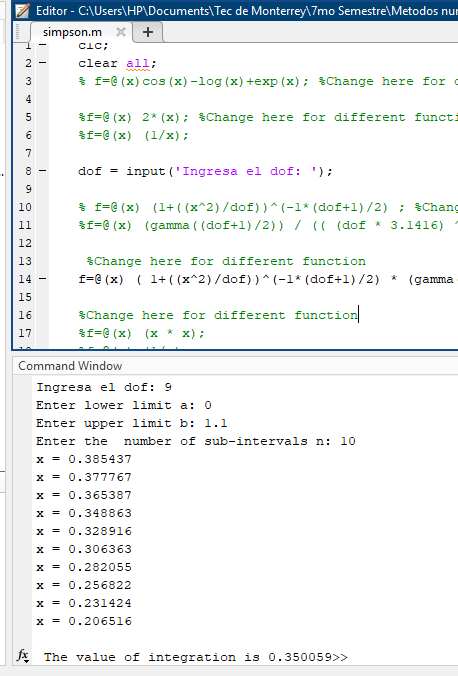 Editor - C:\Users\HP\Documents\Tec de Monterrey\7mo Semestre\Metodos nu
simpson.m × +
1 - clc;
2 - clear all;
3 % f=@(x)cos(x)-log(x)+exp(x); %Change here for
4
5 %f=@(x) 2*(x); %Change here for different functi
6 %f=@(x) (1/x);
7
8 - dof = input('Ingresa el dof: ');
9
10 % f=@(x) (1+((x^2)/dof))^(-1*(dof+1)/2) ; %Chang
11 %f=@(x) (gamma((dof+1)/2)) / (( (dof * 3.1416) ^
12
13 %Change here for different function
14 - f=@(x) ( 1+((x^2)/dof))^(-1*(dof+1)/2) * (gamma
15
16 %Change here for different function
17 %f=@(x) (x * x);
Command Window
Ingresa el dof: 9
Enter lower limit a: 0
Enter upper limit b: 1.1
Enter the  number of sub-intervals n: 10
x = 0.385437
x = 0.377767
x = 0.365387
x = 0.348863
x = 0.328916
x = 0.306363
x = 0.282055
x = 0.256822
x = 0.231424
x = 0.206516
fx The value of integration is 0.350059>>